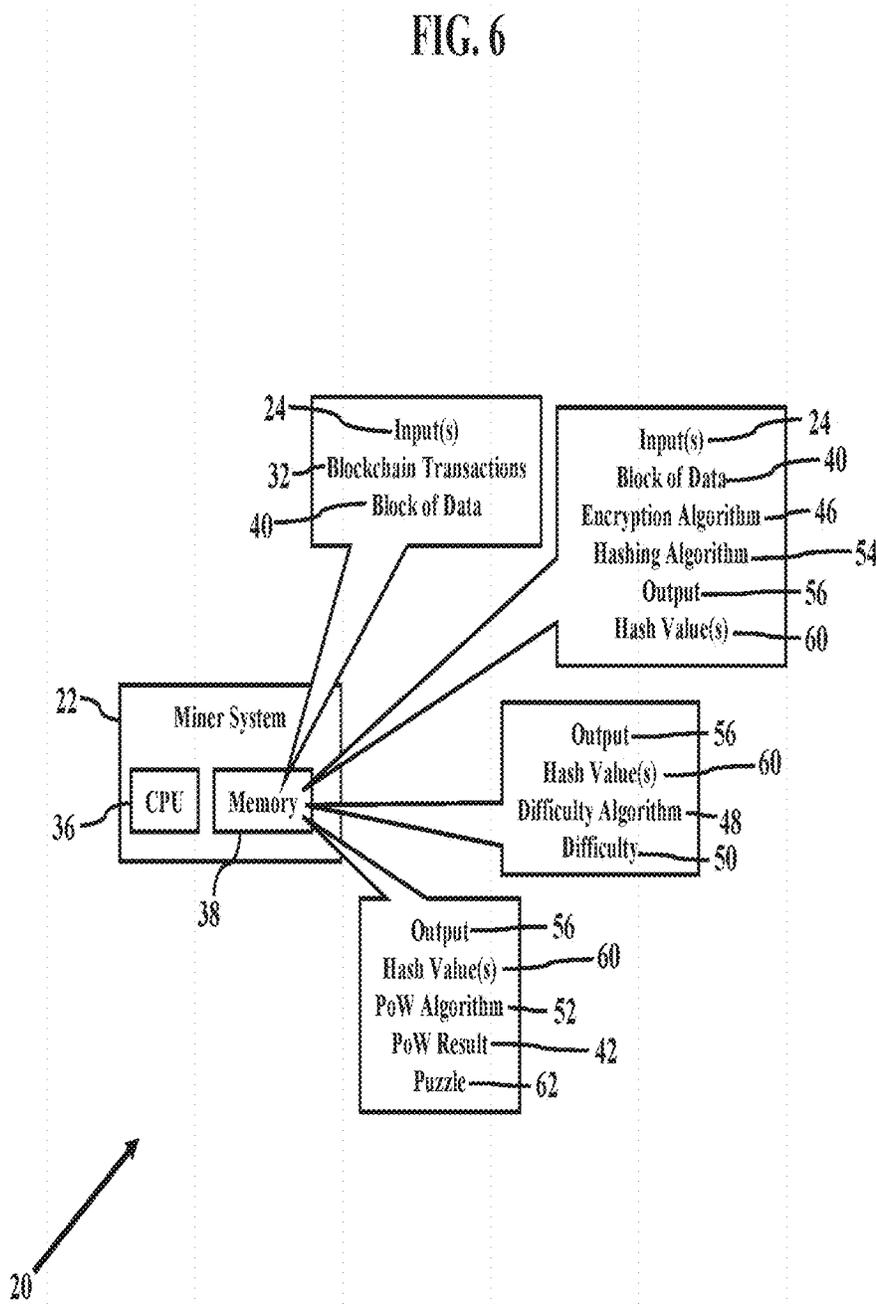 FIG. 6
24
Input(s)
32 Blockchain Transactions
40 Block of Data
Input(s) 24
Block of Data 40
Encryption Algorithm 46
Hashing Algorithm 54
Output 56
Hash Value(s) 60
22
Miner System
CPU
Memory
36
38
Output 56
Hash Value(s) 60
Difficulty Algorithm 48
Difficulty 50
Output 56
Hash Value(s) 60
PoW Algorithm 52
PoW Result 42
Puzzle 62
20